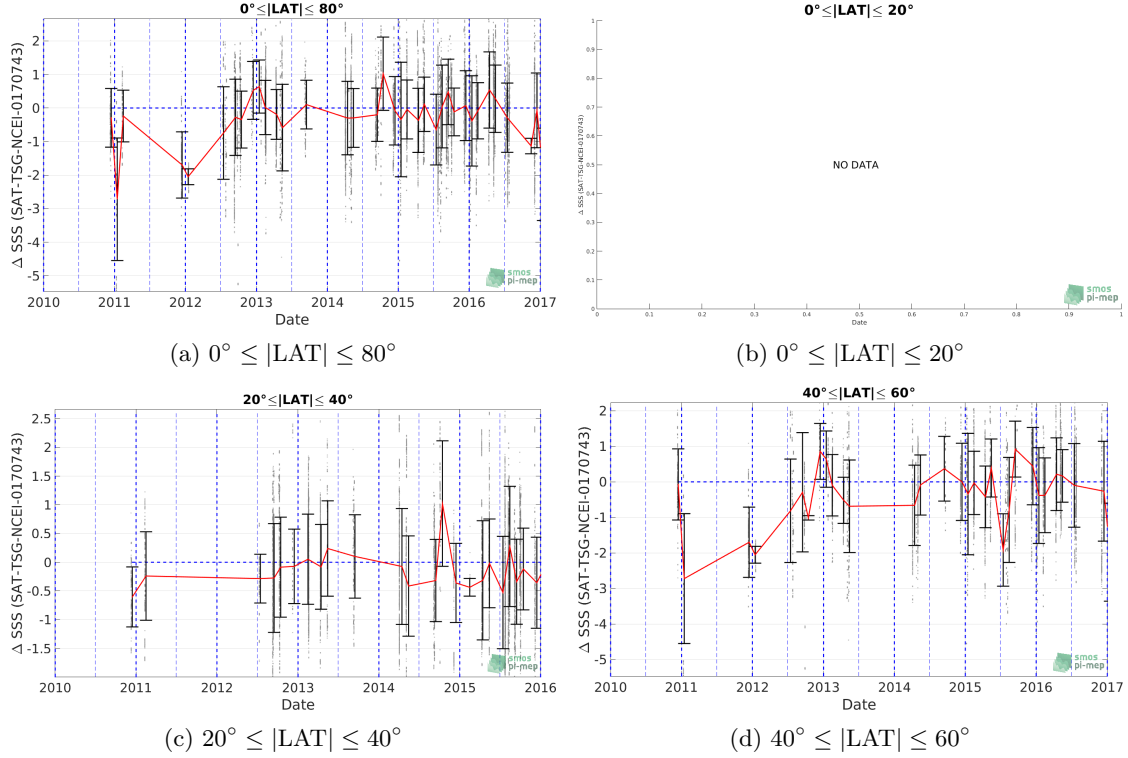 0°≤|LAT|≤ 80°
Δ SSS (SAT-TSG-NCEI-0170743)
2
1
0
-1
-2
-3
-4
-5
2010 2011 2012 2013 2014 2015 2016 2017
Date
smos
pi-mep
(a) 0° ≤ |LAT| ≤ 80°
0°≤|LAT|≤ 20°
Δ SSS (SAT-TSG-NCEI-0170743)
1
0.9
0.8
0.7
0.6
0.5
0.4
0.3
0.2
0.1
0
NO DATA
0 0.1 0.2 0.3 0.4 0.5 0.6 0.7 0.8 0.9 1
Date
smos
pi-mep
(b) 0° ≤ |LAT| ≤ 20°
20°≤|LAT|≤ 40°
Δ SSS (SAT-TSG-NCEI-0170743)
2.5
2
1.5
1
0.5
0
-0.5
-1
-1.5
2010 2011 2012 2013 2014 2015 2016
Date
smos
pi-mep
(c) 20° ≤ |LAT| ≤ 40°
40°≤|LAT|≤ 60°
Δ SSS (SAT-TSG-NCEI-0170743)
2
1
0
-1
-2
-3
-4
-5
2010 2011 2012 2013 2014 2015 2016 2017
Date
smos
pi-mep
(d) 40° ≤ |LAT| ≤ 60°